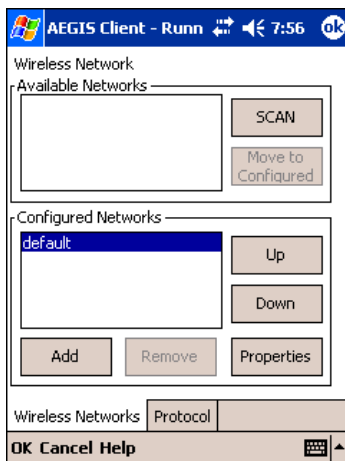 AEGIS Client - Runn 7:56 ok
Wireless Network
Available Networks
SCAN
Move to
Configured
Configured Networks
default
Up
Down
Add Remove Properties
Wireless Networks Protocol
OK Cancel Help